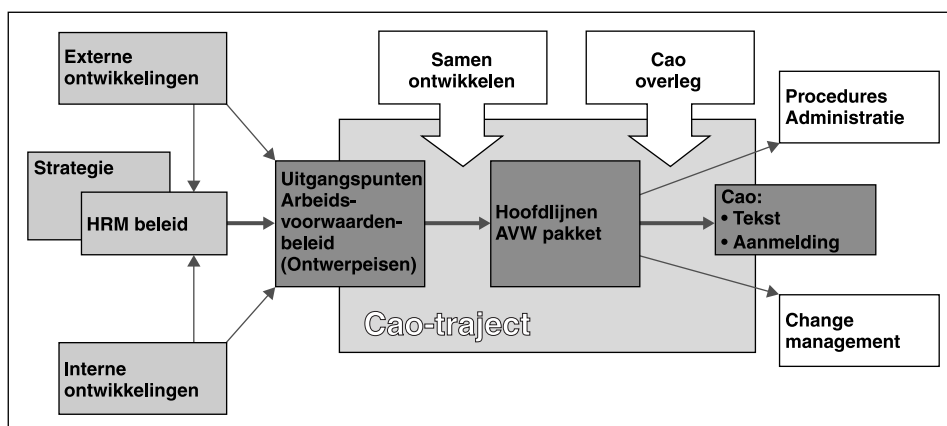 Externe
ontwikkelingen
Strategie
HRM beleid
Interne
ontwikkelingen
Uitgangspunten
Arbeids-
voorwaarden-
beleid
(Ontwerpeisen)
Samen
ontwikkelen
Cao
overleg
Hoofdlijnen
AVW pakket
Cao-traject
Procedures
Administratie
Cao:
• Tekst
• Aanmelding
Change
management